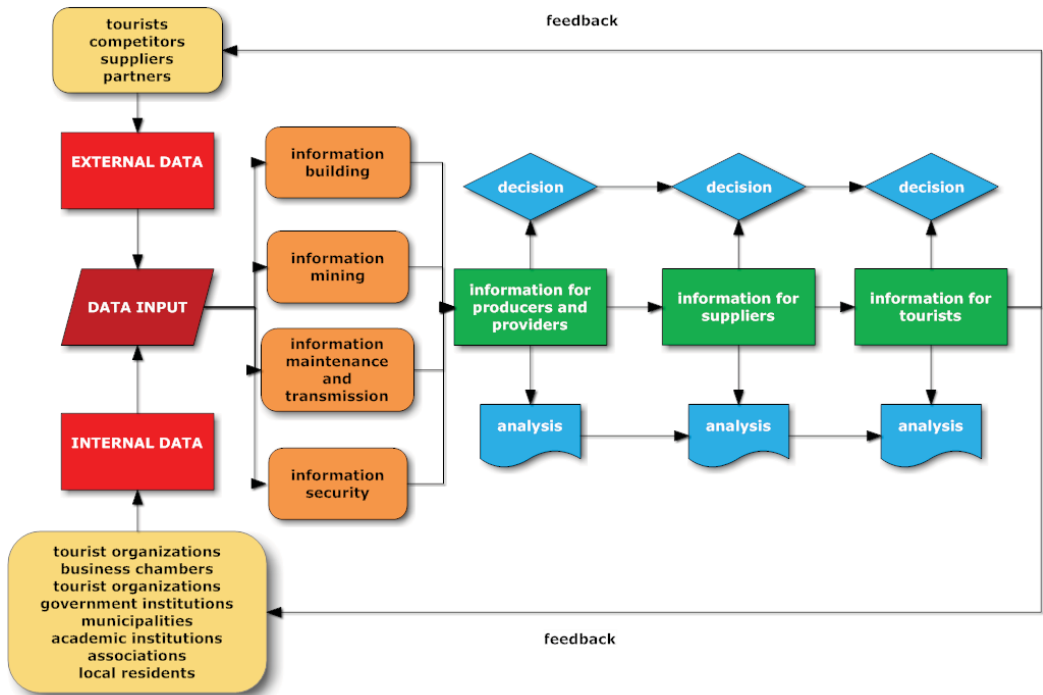 feedback
tourists
competitors
suppliers
partners
EXTERNAL DATA
information
building
decision
decision
decision
information
mining
DATA INPUT
information for
producers and
providers
information for
suppliers
information for
tourists
information
maintenance
and
transmission
INTERNAL DATA
analysis
analysis
analysis
information
security
tourist organizations
business chambers
tourist organizations
government institutions
municipalities
academic institutions
associations
local residents
feedback